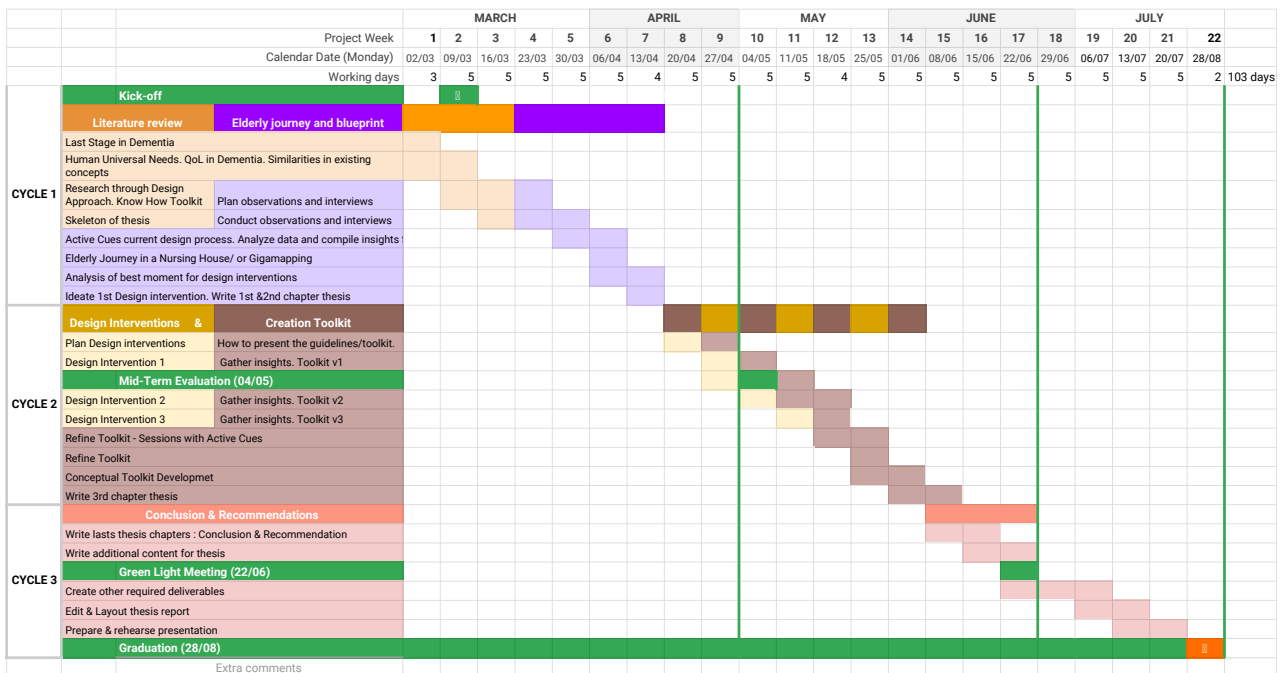 MARCH APRIL MAY JUNE JULY
Project Week 1 2 3 4 5 6 7 8 9 10 11 12 13 14 15 16 17 18 19 20 21 22
Calendar Date (Monday) 02/03 09/03 16/03 23/03 30/03 06/04 13/04 20/04 27/04 04/05 11/05 18/05 25/05 01/06 08/06 15/06 22/06 29/06 06/07 13/07 20/07 28/08
Working days 3 5 5 5 5 5 4 5 5 5 5 4 5 5 5 5 5 5 5 5 5 2 103 days
CYCLE 1
Kick-off
Literature review Elderly journey and blueprint
Last Stage in Dementia
Human Universal Needs. QoL in Dementia. Similarities in existing
concepts
Research through Design
Approach. Know How Toolkit Plan observations and interviews
Skeleton of thesis Conduct observations and interviews
Active Cues current design process. Analyze data and compile insights
Elderly Journey in a Nursing House/ or Gigamapping
Analysis of best moment for design interventions
Ideate 1st Design intervention. Write 1st &2nd chapter thesis
CYCLE 2
Design Interventions & Creation Toolkit
Plan Design interventions How to present the guidelines/toolkit.
Design Intervention 1 Gather insights. Toolkit v1
Mid-Term Evaluation (04/05)
Design Intervention 2 Gather insights. Toolkit v2
Design Intervention 3 Gather insights. Toolkit v3
Refine Toolkit - Sessions with Active Cues
Refine Toolkit
Conceptual Toolkit Developmet
Write 3rd chapter thesis
CYCLE 3
Conclusion & Recommendations
Write lasts thesis chapters : Conclusion & Recommendation
Write additional content for thesis
Green Light Meeting (22/06)
Create other required deliverables
Edit & Layout thesis report
Prepare & rehearse presentation
Graduation (28/08)
Extra comments